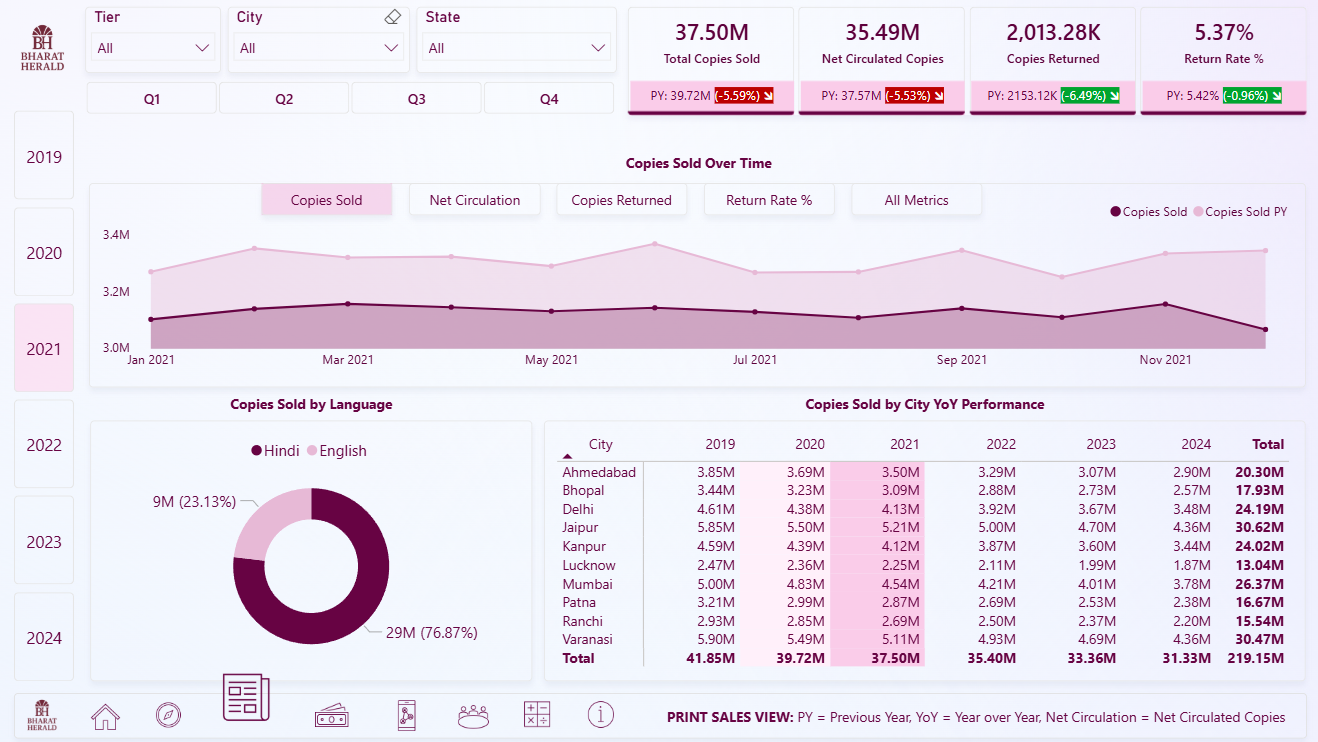 BH
BHARAT
HERALD
Tier
All
City
All
State
All
Q1
Q2
Q3
Q4
37.50M
Total Copies Sold
PY: 39.72M (-5.59%) ⬊
35.49M
Net Circulated Copies
PY: 37.57M (-5.53%) ⬊
2,013.28K
Copies Returned
PY: 2153.12K (-6.49%) ⬊
5.37%
Return Rate %
PY: 5.42% (-0.96%) ⬊
2019
2020
2021
2022
2023
2024
Copies Sold Over Time
Copies Sold
Net Circulation
Copies Returned
Return Rate %
All Metrics
Copies Sold Copies Sold PY
3.4M
3.2M
3.0M
Jan 2021 Mar 2021 May 2021 Jul 2021 Sep 2021 Nov 2021
Copies Sold by Language
Hindi English
9M (23.13%)
29M (76.87%)
Copies Sold by City YoY Performance
City 2019 2020 2021 2022 2023 2024 Total
Ahmedabad 3.85M 3.69M 3.50M 3.29M 3.07M 2.90M 20.30M
Bhopal 3.44M 3.23M 3.09M 2.88M 2.73M 2.57M 17.93M
Delhi 4.61M 4.38M 4.13M 3.92M 3.67M 3.48M 24.19M
Jaipur 5.85M 5.50M 5.21M 5.00M 4.70M 4.36M 30.62M
Kanpur 4.59M 4.39M 4.12M 3.87M 3.60M 3.44M 24.02M
Lucknow 2.47M 2.36M 2.25M 2.11M 1.99M 1.87M 13.04M
Mumbai 5.00M 4.83M 4.54M 4.21M 4.01M 3.78M 26.37M
Patna 3.21M 2.99M 2.87M 2.69M 2.53M 2.38M 16.67M
Ranchi 2.93M 2.85M 2.69M 2.50M 2.37M 2.20M 15.54M
Varanasi 5.90M 5.49M 5.11M 4.93M 4.69M 4.36M 30.47M
Total 41.85M 39.72M 37.50M 35.40M 33.36M 31.33M 219.15M
BH
BHARAT
HERALD
PRINT SALES VIEW: PY = Previous Year, YoY = Year over Year, Net Circulation = Net Circulated Copies